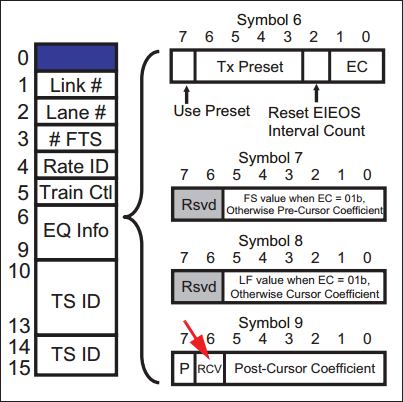 0
1 Link #
2 Lane #
3 # FTS
4 Rate ID
5 Train Ctl
6
EQ Info
9
10
TS ID
13
14 TS ID
15
Symbol 6
7 6 5 4 3 2 1 0
Tx Preset EC
Use Preset
Reset EIEOS
Interval Count
Symbol 7
7 6 5 4 3 2 1 0
Rsvd
FS value when EC = 01b,
Otherwise Pre-Cursor Coefficient
Symbol 8
7 6 5 4 3 2 1 0
Rsvd
LF value when EC = 01b,
Otherwise Cursor Coefficient
Symbol 9
7 6 5 4 3 2 1 0
P RCV Post-Cursor Coefficient